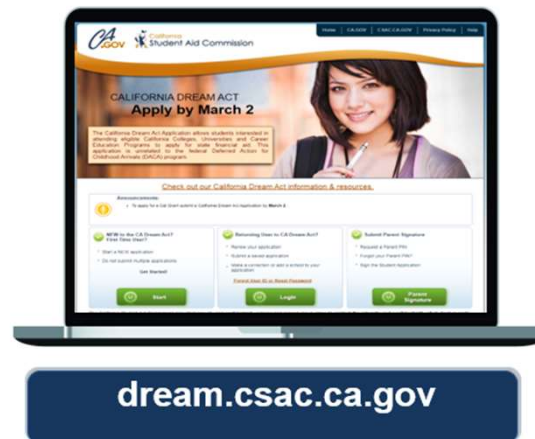 Home CA.GOV CSAC.CA.GOV Privacy Policy Help
CA.GOV
California
Student Aid Commission
CALIFORNIA DREAM ACT
Apply by
March 2
The California Dream Act Application allows students interested in
attending eligible California Colleges, Universities and Career
Education Programs to apply for state financial aid. This
application is unrelated to the federal Deferred Action for
Childhood Arrivals (DACA) program.
Check out our California Dream Act information & resources.
Announcements:
To apply for a Cal Grant submit a California Dream Act Application by March 2.
NEW to the CA Dream Act?
First Time User?
Start a NEW application
Do not submit multiple applications
Get Started!
Start
Returning User to CA Dream Act?
Renew your application
Submit a saved application
Make a correction or add a school to your
application
Forgot User ID or Reset Password
Login
Submit Parent Signature
Request a Parent PIN
Forgot your Parent PIN?
Sign the Student Application
Parent
Signature
dream.csac.ca.gov